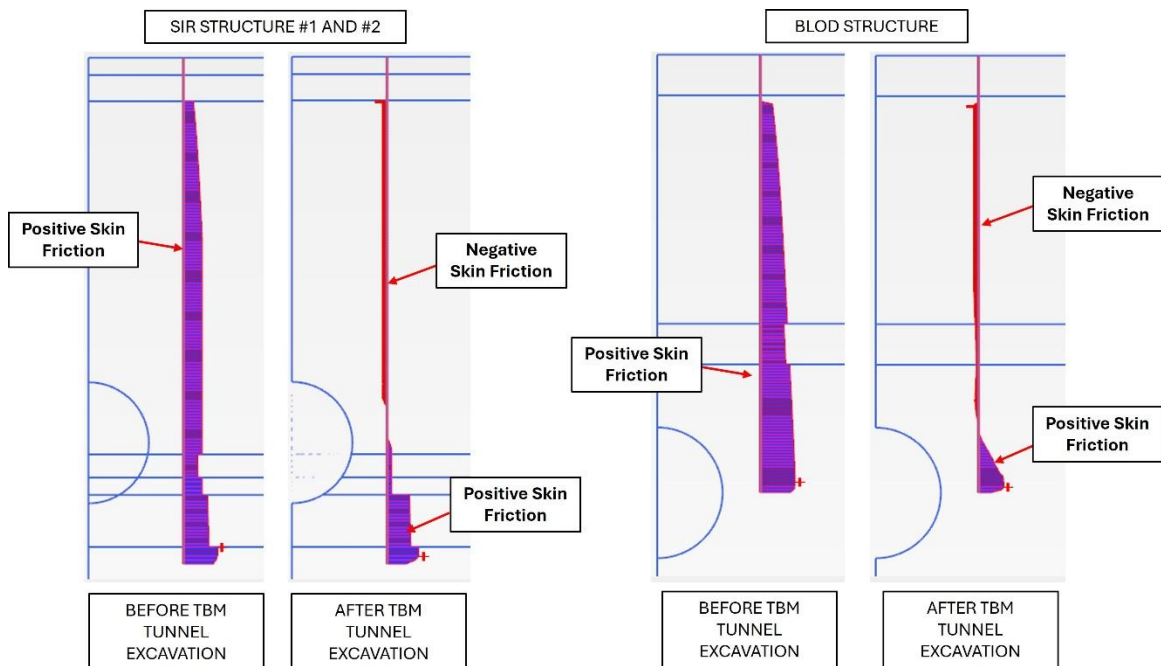 SIR STRUCTURE #1 AND #2
BLOD STRUCTURE
Positive Skin
Friction
Negative
Skin Friction
Positive Skin
Friction
Positive Skin
Friction
Negative
Skin Friction
Positive Skin
Friction
BEFORE TBM
TUNNEL
EXCAVATION
AFTER TBM
TUNNEL
EXCAVATION
BEFORE TBM
TUNNEL
EXCAVATION
AFTER TBM
TUNNEL
EXCAVATION